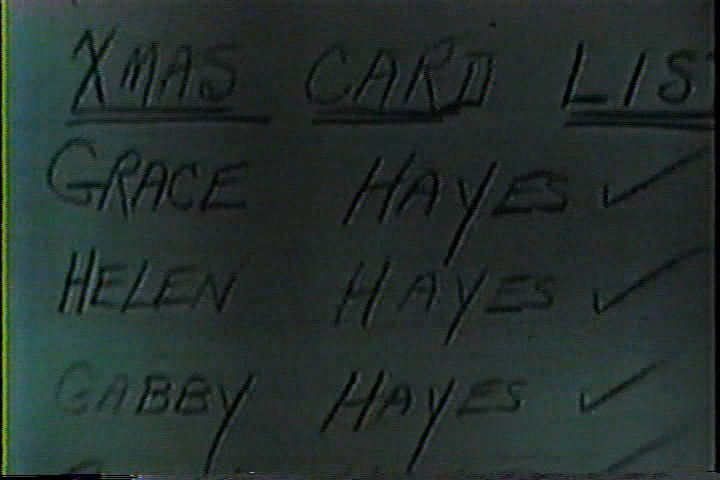 XMAS CARD LIS
GRACE HAYES ✓
HELEN HAYES ✓
GABBY HAYES ✓